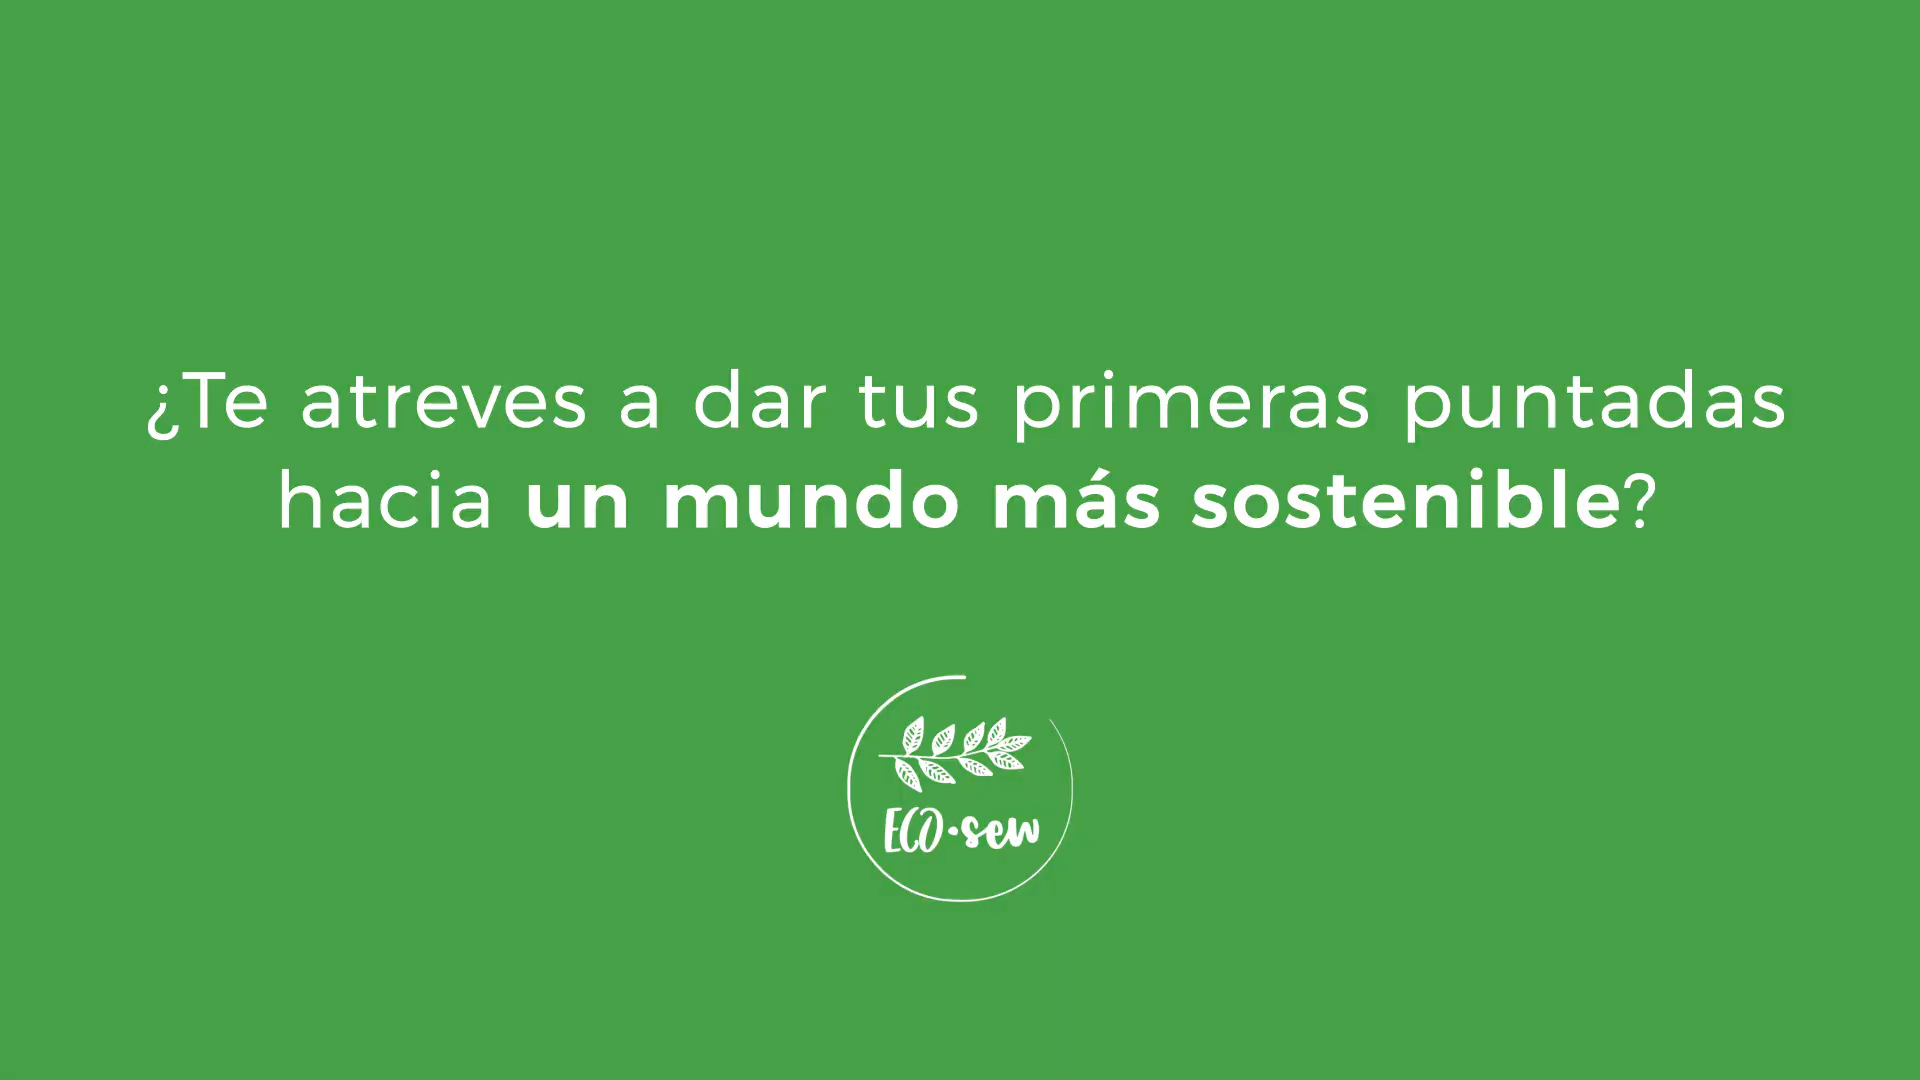 ¿Te atreves a dar tus primeras puntadas
hacia un mundo más sostenible?
ECO·sew